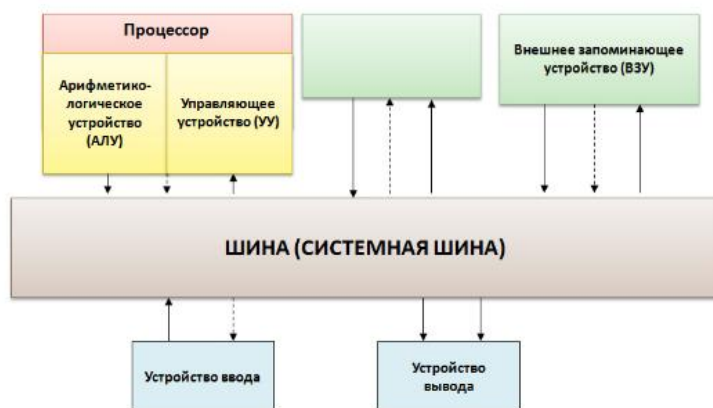 Процессор
Арифметико-
логическое
устройство
(АЛУ)
Управляющее
устройство (УУ)
Внешнее запоминающее
устройство (ВЗУ)
ШИНА (СИСТЕМНАЯ ШИНА)
Устройство ввода
Устройство
вывода